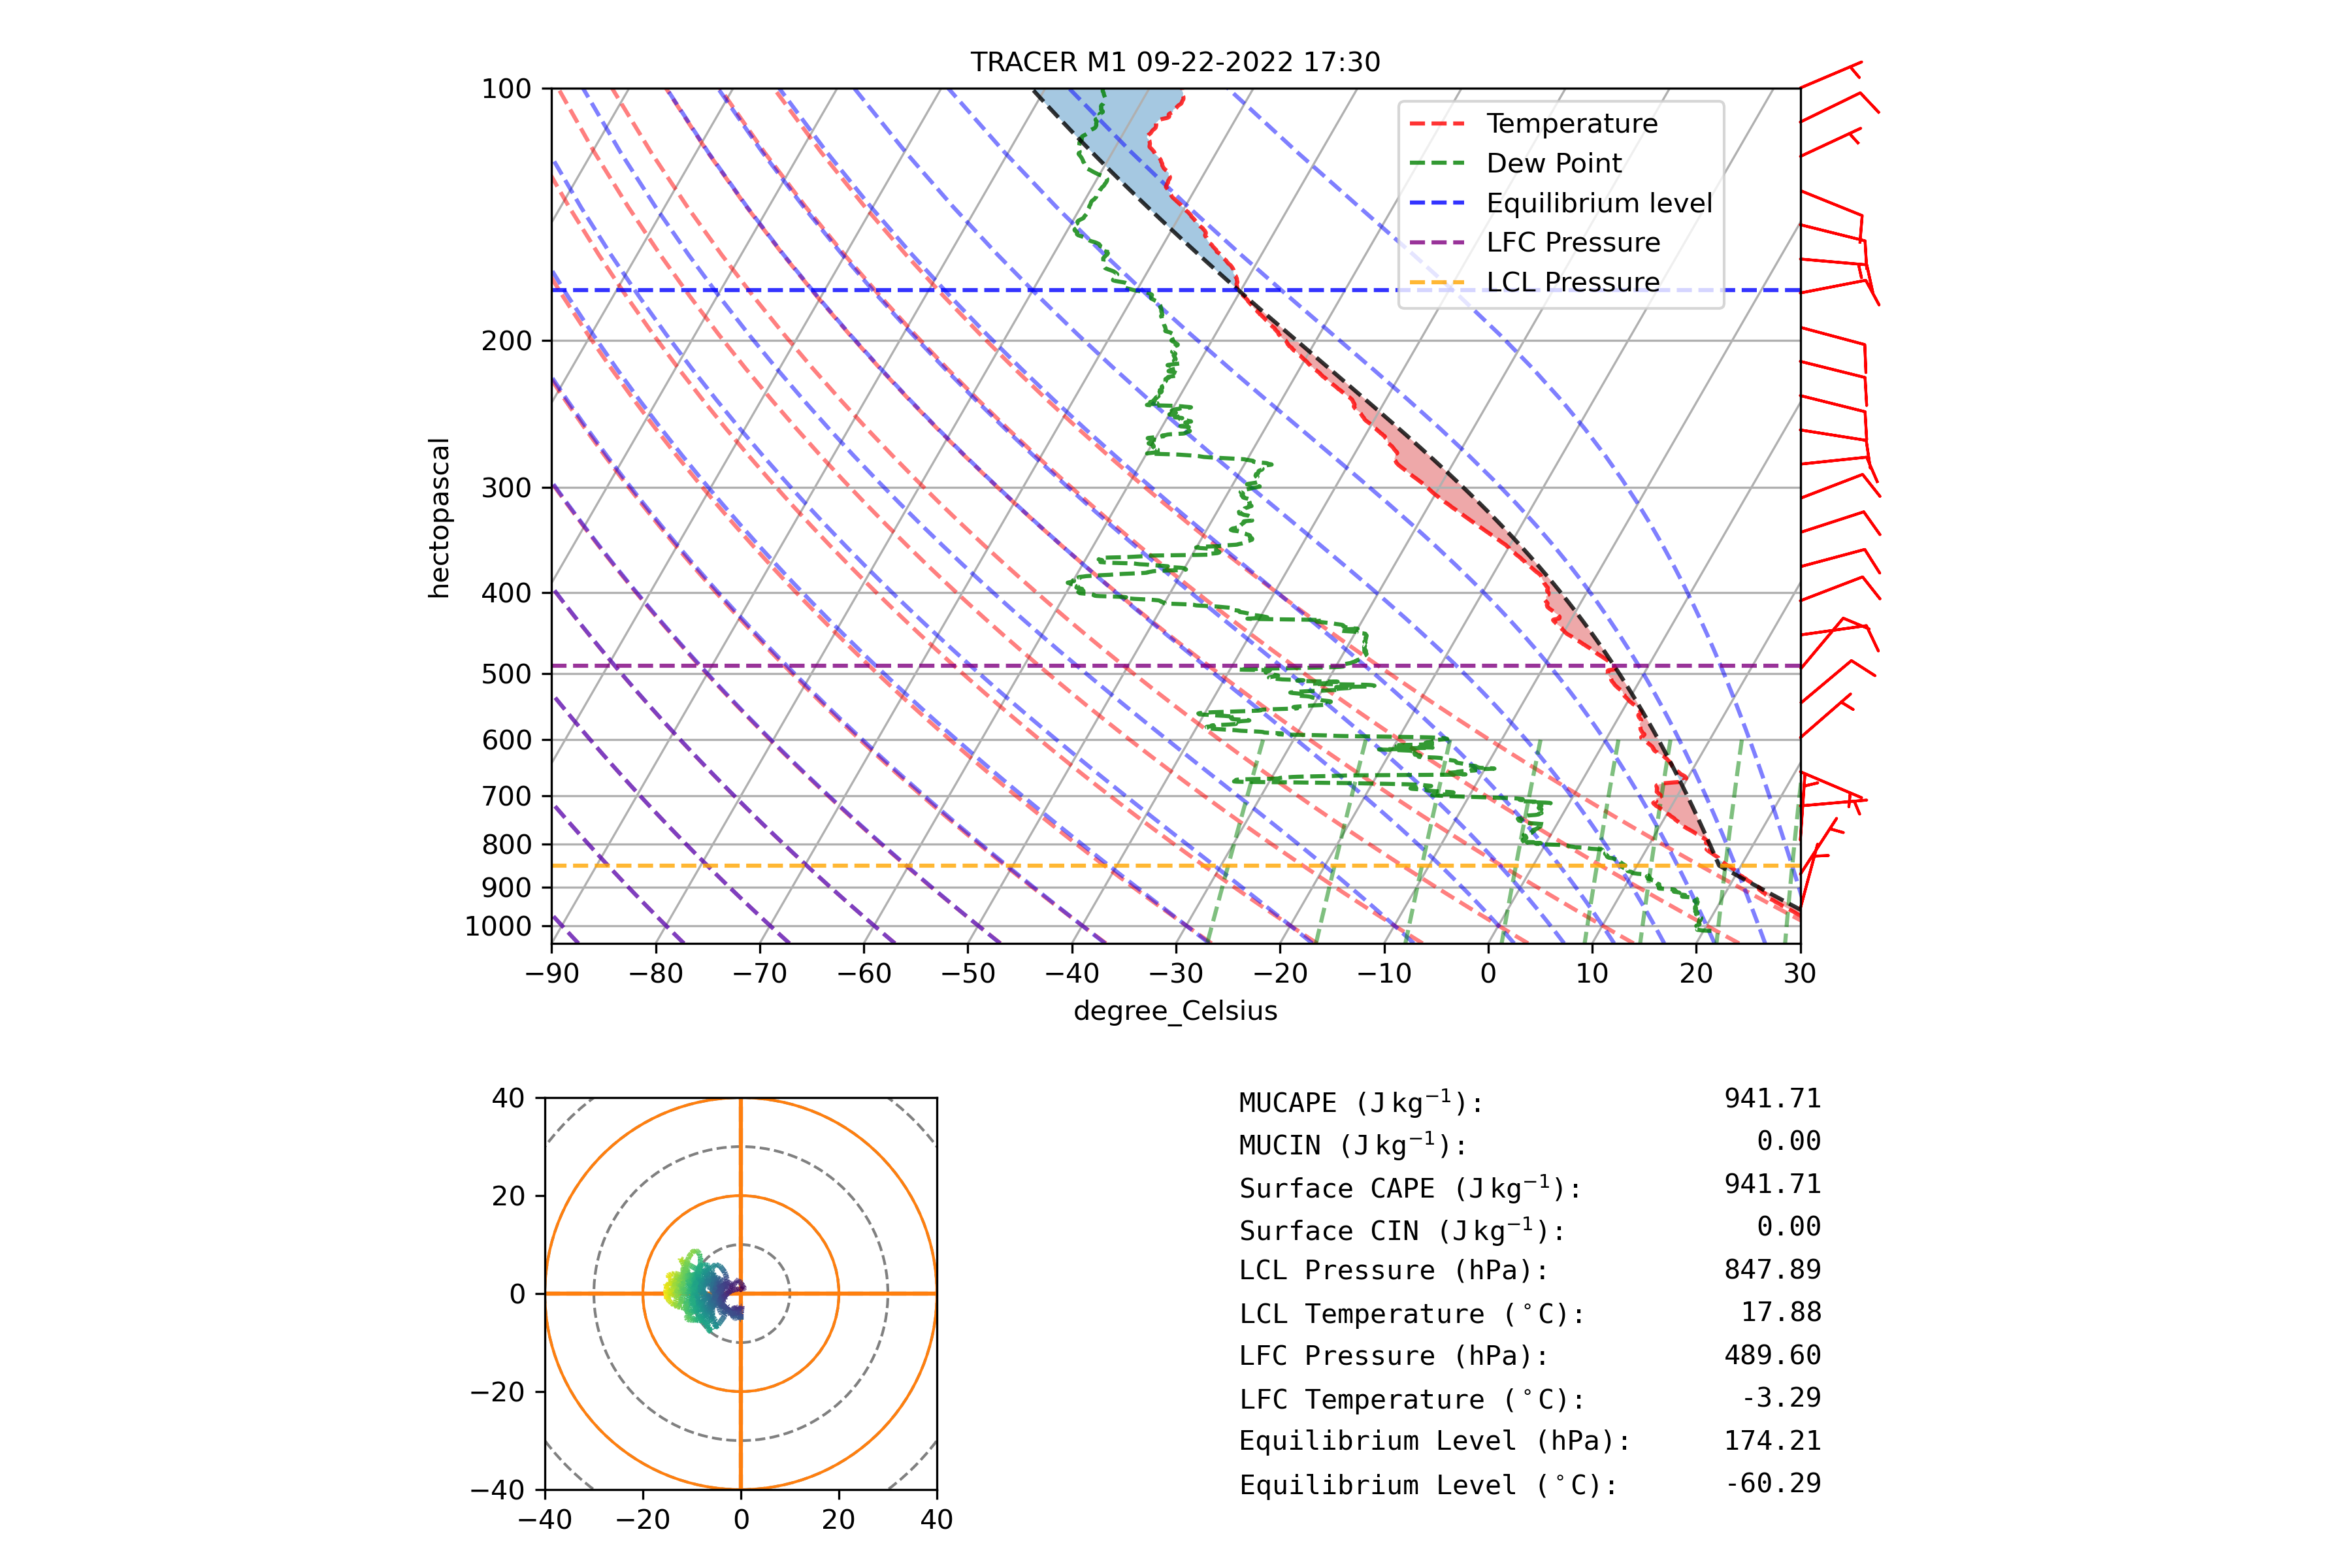 TRACER M1 09-22-2022 17:30
100
200
300
400
500
600
700
800
900
1000
hectopascal
Temperature
Dew Point
Equilibrium level
LFC Pressure
LCL Pressure
−90 −80 −70 −60 −50 −40 −30 −20 −10 0 10 20 30
degree_Celsius
40
20
0
−20
−40
−40 −20 0 20 40
MUCAPE (J kg⁻¹): 941.71
MUCIN (J kg⁻¹): 0.00
Surface CAPE (J kg⁻¹): 941.71
Surface CIN (J kg⁻¹): 0.00
LCL Pressure (hPa): 847.89
LCL Temperature (°C): 17.88
LFC Pressure (hPa): 489.60
LFC Temperature (°C): -3.29
Equilibrium Level (hPa): 174.21
Equilibrium Level (°C): -60.29